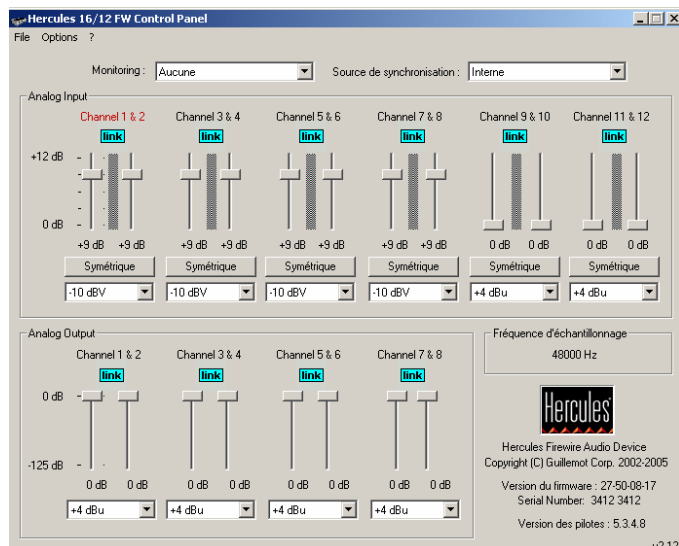 Hercules 16/12 FW Control Panel
File Options ?
Monitoring : Aucune Source de synchronisation : Interne
Analog Input
Channel 1 & 2 Channel 3 & 4 Channel 5 & 6 Channel 7 & 8 Channel 9 & 10 Channel 11 & 12
link link link link link link
+12 dB
0 dB
+9 dB +9 dB +9 dB +9 dB +9 dB +9 dB +9 dB +9 dB 0 dB 0 dB 0 dB 0 dB
Symétrique Symétrique Symétrique Symétrique Symétrique Symétrique
-10 dBV -10 dBV -10 dBV -10 dBV +4 dBu +4 dBu
Analog Output
Channel 1 & 2 Channel 3 & 4 Channel 5 & 6 Channel 7 & 8
link link link link
0 dB
-125 dB
0 dB 0 dB 0 dB 0 dB 0 dB 0 dB 0 dB 0 dB
+4 dBu +4 dBu +4 dBu +4 dBu
Fréquence d'échantillonnage
48000 Hz
Hercules
Hercules Firewire Audio Device
Copyright (C) Guillemot Corp. 2002-2005
Version du firmware : 27-50-08-17
Serial Number: 3412 3412
Version des pilotes : 5.3.4.8